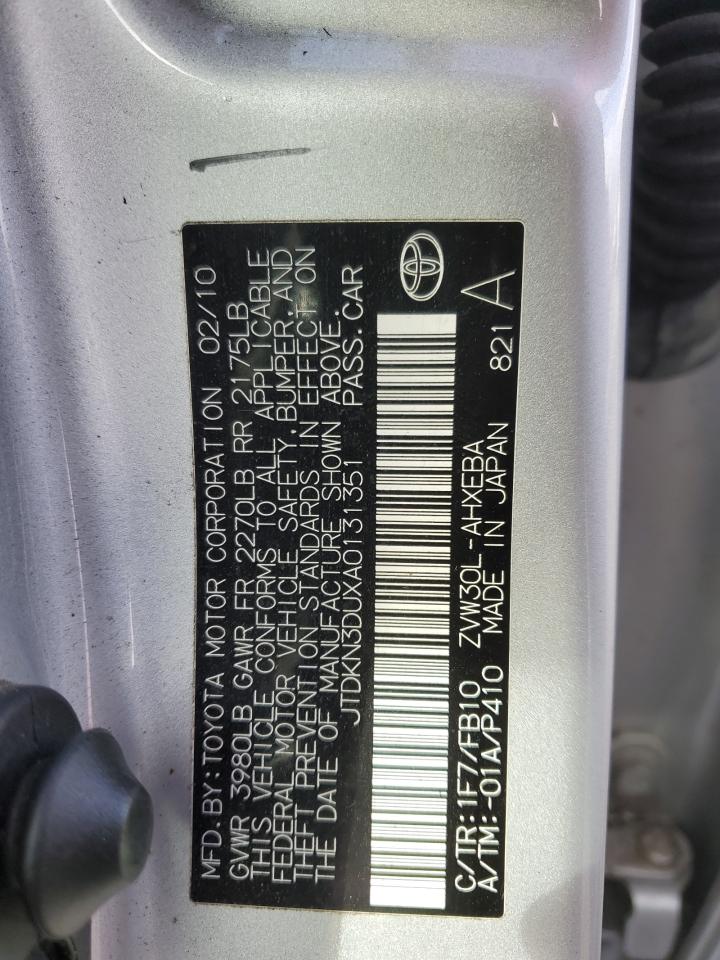 MFD.BY:TOYOTA MOTOR CORPORATION 02/10
GVWR 3980LB GAWR FR 2270LB RR 2175LB
THIS VEHICLE CONFORMS TO ALL APPLICABLE
FEDERAL MOTOR VEHICLE SAFETY,BUMPER,AND
THEFT PREVENTION STANDARDS IN EFFECT ON
THE DATE OF MANUFACTURE SHOWN ABOVE.
JTDKN3DUXA0131351 PASS.CAR
C/TR:1F7/FB10 ZVW30L-AHXEBA 821
A/TM:-01A/P410 MADE IN JAPAN A